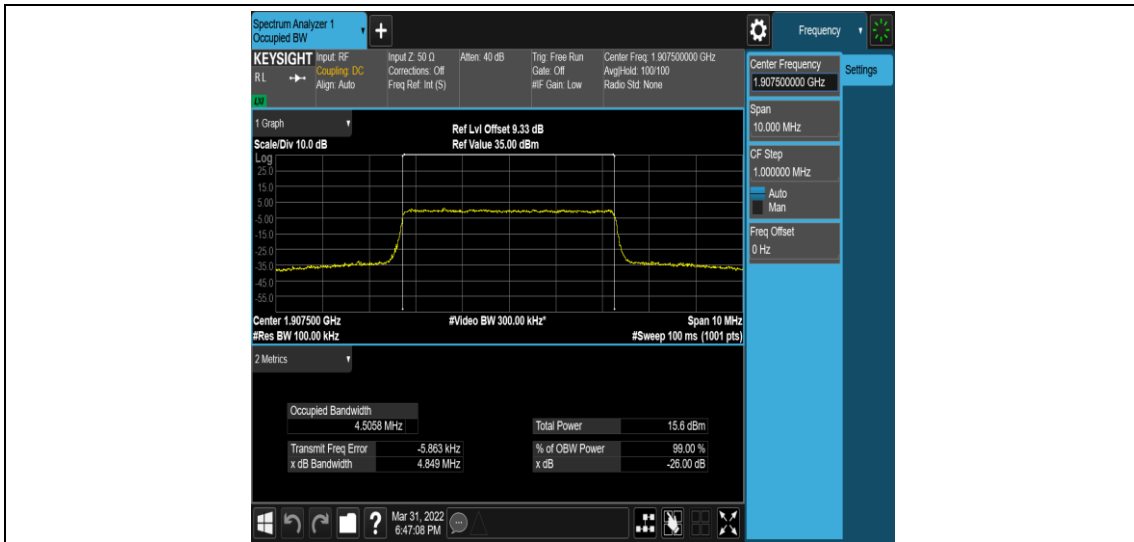 Spectrum Analyzer 1
Occupied BW
+
Frequency
KEYSIGHT
RL
LXI
Input: RF
Coupling: DC
Align: Auto
Input Z: 50 Ω
Corrections: Off
Freq Ref: Int (S)
Atten: 40 dB
Trig: Free Run
Gate: Off
#IF Gain: Low
Center Freq: 1.907500000 GHz
Avg|Hold: 100/100
Radio Std: None
Center Frequency
1.907500000 GHz
Settings
Span
10.000 MHz
CF Step
1.000000 MHz
Auto
Man
Freq Offset
0 Hz
1 Graph
Scale/Div 10.0 dB
Ref Lvl Offset 9.33 dB
Ref Value 35.00 dBm
Log
25.0
15.0
5.00
-5.00
-15.0
-25.0
-35.0
-45.0
-55.0
Center 1.907500 GHz
#Res BW 100.00 kHz
#Video BW 300.00 kHz*
Span 10 MHz
#Sweep 100 ms (1001 pts)
2 Metrics
Occupied Bandwidth
4.5058 MHz
Transmit Freq Error -5.863 kHz
x dB Bandwidth 4.849 MHz
Total Power 15.6 dBm
% of OBW Power 99.00 %
x dB -26.00 dB
?
Mar 31, 2022
6:47:08 PM